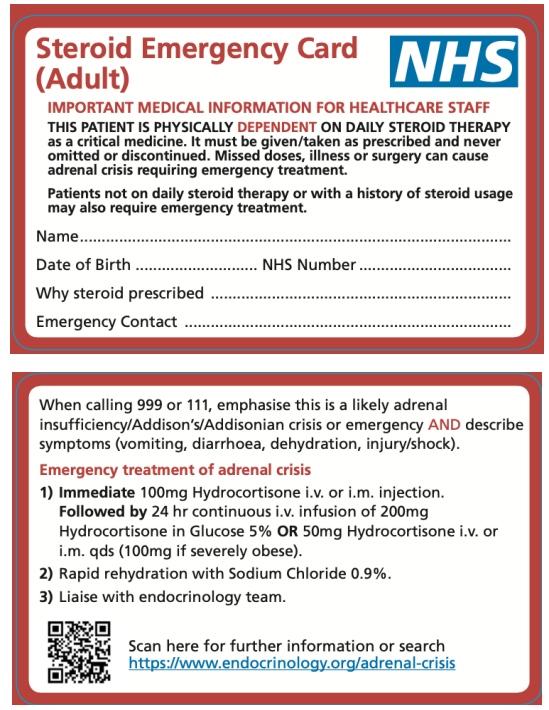 Steroid Emergency Card
(Adult)
NHS
IMPORTANT MEDICAL INFORMATION FOR HEALTHCARE STAFF
THIS PATIENT IS PHYSICALLY DEPENDENT ON DAILY STEROID THERAPY
as a critical medicine. It must be given/taken as prescribed and never
omitted or discontinued. Missed doses, illness or surgery can cause
adrenal crisis requiring emergency treatment.
Patients not on daily steroid therapy or with a history of steroid usage
may also require emergency treatment.
Name...............................................................................................
Date of Birth ............................ NHS Number ...................................
Why steroid prescribed .....................................................................
Emergency Contact ...........................................................................
When calling 999 or 111, emphasise this is a likely adrenal
insufficiency/Addison's/Addisonian crisis or emergency AND describe
symptoms (vomiting, diarrhoea, dehydration, injury/shock).
Emergency treatment of adrenal crisis
1) Immediate 100mg Hydrocortisone i.v. or i.m. injection.
Followed by 24 hr continuous i.v. infusion of 200mg
Hydrocortisone in Glucose 5% OR 50mg Hydrocortisone i.v. or
i.m. qds (100mg if severely obese).
2) Rapid rehydration with Sodium Chloride 0.9%.
3) Liaise with endocrinology team.
Scan here for further information or search
https://www.endocrinology.org/adrenal-crisis